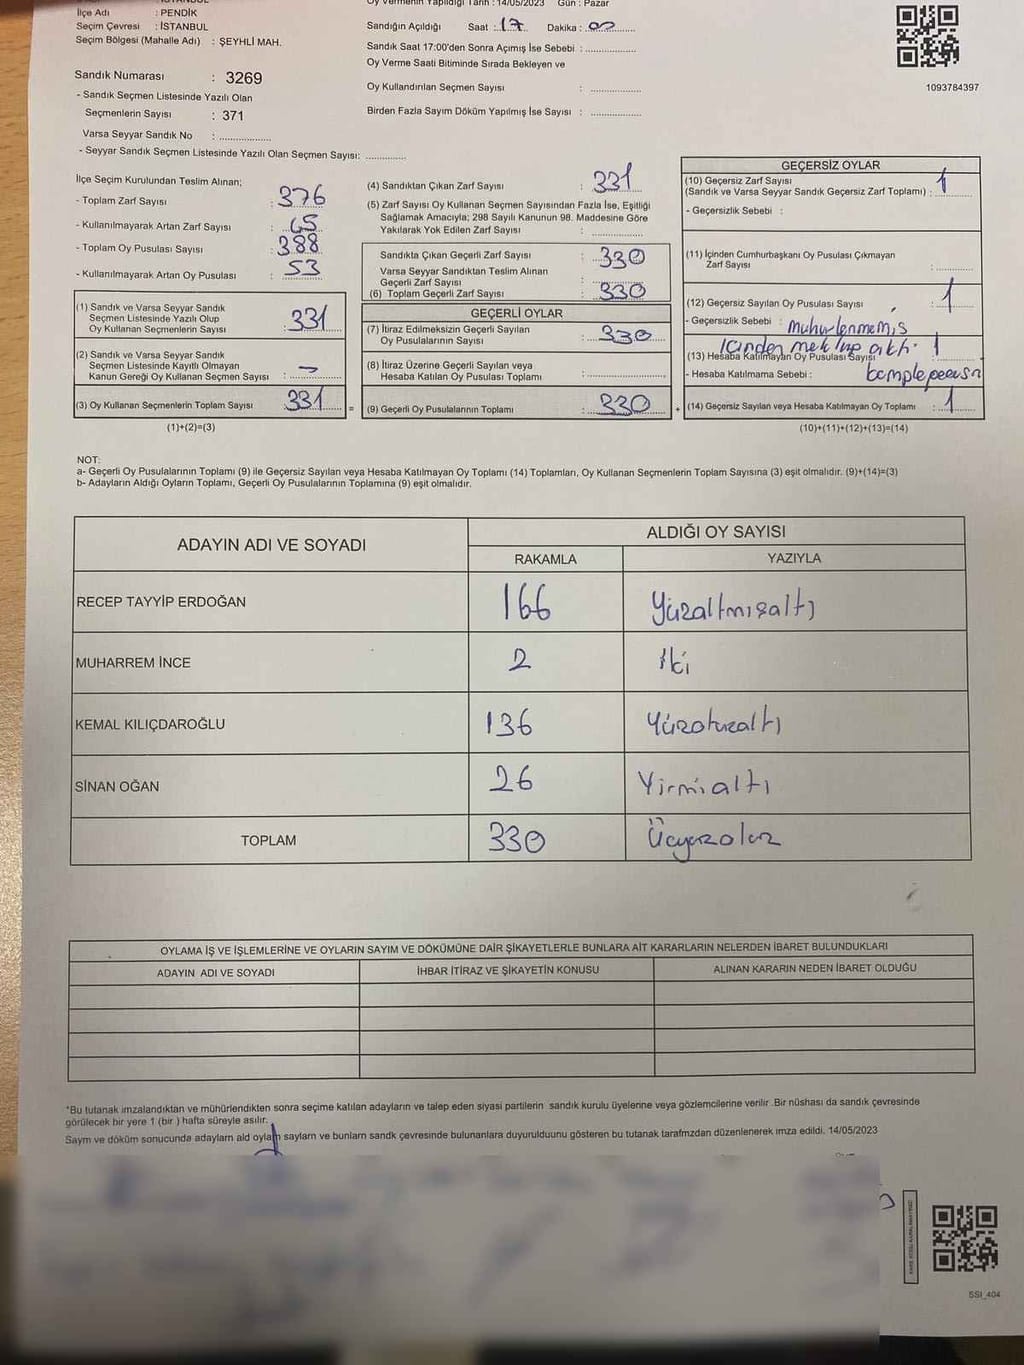 Oy Vermenin Yapıldığı Tarih : 14/05/2023 Gün : Pazar
İlçe Adı : PENDİK
Seçim Çevresi : İSTANBUL
Seçim Bölgesi (Mahalle Adı) : ŞEYHLİ MAH.
Sandığın Açıldığı Saat : 17 Dakika : 00
Sandık Saat 17:00'den Sonra Açımış İse Sebebi :
Oy Verme Saati Bitiminde Sırada Bekleyen ve
Oy Kullandırılan Seçmen Sayısı :
Birden Fazla Sayım Döküm Yapılmış İse Sayısı :
1093784397
Sandık Numarası : 3269
- Sandık Seçmen Listesinde Yazılı Olan
Seçmenlerin Sayısı : 371
Varsa Seyyar Sandık No :
- Seyyar Sandık Seçmen Listesinde Yazılı Olan Seçmen Sayısı:
İlçe Seçim Kurulundan Teslim Alınan;
- Toplam Zarf Sayısı : 376
- Kullanılmayarak Artan Zarf Sayısı : 45
- Toplam Oy Pusulası Sayısı : 388
- Kullanılmayarak Artan Oy Pusulası : 53
(1) Sandık ve Varsa Seyyar Sandık
Seçmen Listesinde Yazılı Olup
Oy Kullanan Seçmenlerin Sayısı : 331
(2) Sandık ve Varsa Seyyar Sandık
Seçmen Listesinde Kayıtlı Olmayan
Kanun Gereği Oy Kullanan Seçmen Sayısı :
(3) Oy Kullanan Seçmenlerin Toplam Sayısı 331 =
(1)+(2)=(3)
(4) Sandıktan Çıkan Zarf Sayısı : 331
(5) Zarf Sayısı Oy Kullanan Seçmen Sayısından Fazla İse, Eşitliği
Sağlamak Amacıyla; 298 Sayılı Kanunun 98. Maddesine Göre
Yakılarak Yok Edilen Zarf Sayısı :
Sandıkta Çıkan Geçerli Zarf Sayısı : 330
Varsa Seyyar Sandıktan Teslim Alınan
Geçerli Zarf Sayısı :
(6) Toplam Geçerli Zarf Sayısı : 330
GEÇERLİ OYLAR
(7) İtiraz Edilmeksizin Geçerli Sayılan
Oy Pusulalarının Sayısı : 330
(8) İtiraz Üzerine Geçerli Sayılan veya
Hesaba Katılan Oy Pusulası Toplamı :
(9) Geçerli Oy Pusulalarının Toplamı : 330 +
GEÇERSİZ OYLAR
(10) Geçersiz Zarf Sayısı
(Sandık ve Varsa Seyyar Sandık Geçersiz Zarf Toplamı) : 1
- Geçersizlik Sebebi :
(11) İçinden Cumhurbaşkanı Oy Pusulası Çıkmayan
Zarf Sayısı :
(12) Geçersiz Sayılan Oy Pusulası Sayısı : 1
- Geçersizlik Sebebi : mühürlenmemiş
İçinden mektup çıktı. 1
(13) Hesaba Katılmayan Oy Pusulası Sayısı
- Hesaba Katılmama Sebebi :
(14) Geçersiz Sayılan veya Hesaba Katılmayan Oy Toplamı : 1
(10)+(11)+(12)+(13)=(14)
NOT:
a- Geçerli Oy Pusulalarının Toplamı (9) ile Geçersiz Sayılan veya Hesaba Katılmayan Oy Toplamı (14) Toplamları, Oy Kullanan Seçmenlerin Toplam Sayısına (3) eşit olmalıdır. (9)+(14)=(3)
b- Adayların Aldığı Oyların Toplamı, Geçerli Oy Pusulalarının Toplamına (9) eşit olmalıdır.
ADAYIN ADI VE SOYADI ALDIĞI OY SAYISI
RAKAMLA YAZIYLA
RECEP TAYYİP ERDOĞAN 166 Yüzaltmışaltı
MUHARREM İNCE 2 İki
KEMAL KILIÇDAROĞLU 136 Yüzotuzaltı
SİNAN OĞAN 26 Yirmialtı
TOPLAM 330 Üçyüzotuz
OYLAMA İŞ VE İŞLEMLERİNE VE OYLARIN SAYIM VE DÖKÜMÜNE DAİR ŞİKAYETLERLE BUNLARA AİT KARARLARIN NELERDEN İBARET BULUNDUKLARI
ADAYIN ADI VE SOYADI İHBAR İTİRAZ VE ŞİKAYETİN KONUSU ALINAN KARARIN NEDEN İBARET OLDUĞU
*Bu tutanak imzalandıktan ve mühürlendikten sonra seçime katılan adayların ve talep eden siyasi partilerin sandık kurulu üyelerine veya gözlemcilerine verilir .Bir nüshası da sandık çevresinde
görülecek bir yere 1 (bir ) hafta süreyle asılır.
Saym ve döküm sonucunda adaylarn ald oylarn saylarn ve bunlarn sandk çevresinde bulunanlara duyurulduunu gösteren bu tutanak tarafmzdan düzenlenerek imza edildi. 14/05/2023
SSI_404